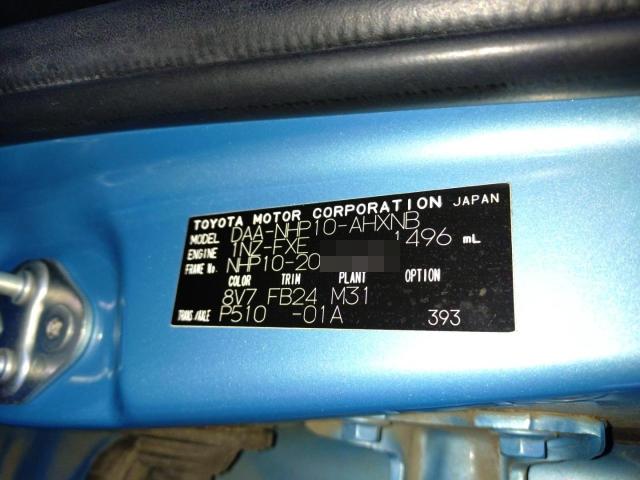 TOYOTA MOTOR CORPORATION JAPAN
MODEL DAA-NHP10-AHXNB
ENGINE 1NZ-FXE 1496 mL
FRAME No. NHP10-20
COLOR TRIM PLANT OPTION
8V7 FB24 M31
TRANS/AXLE P510 -01A 393